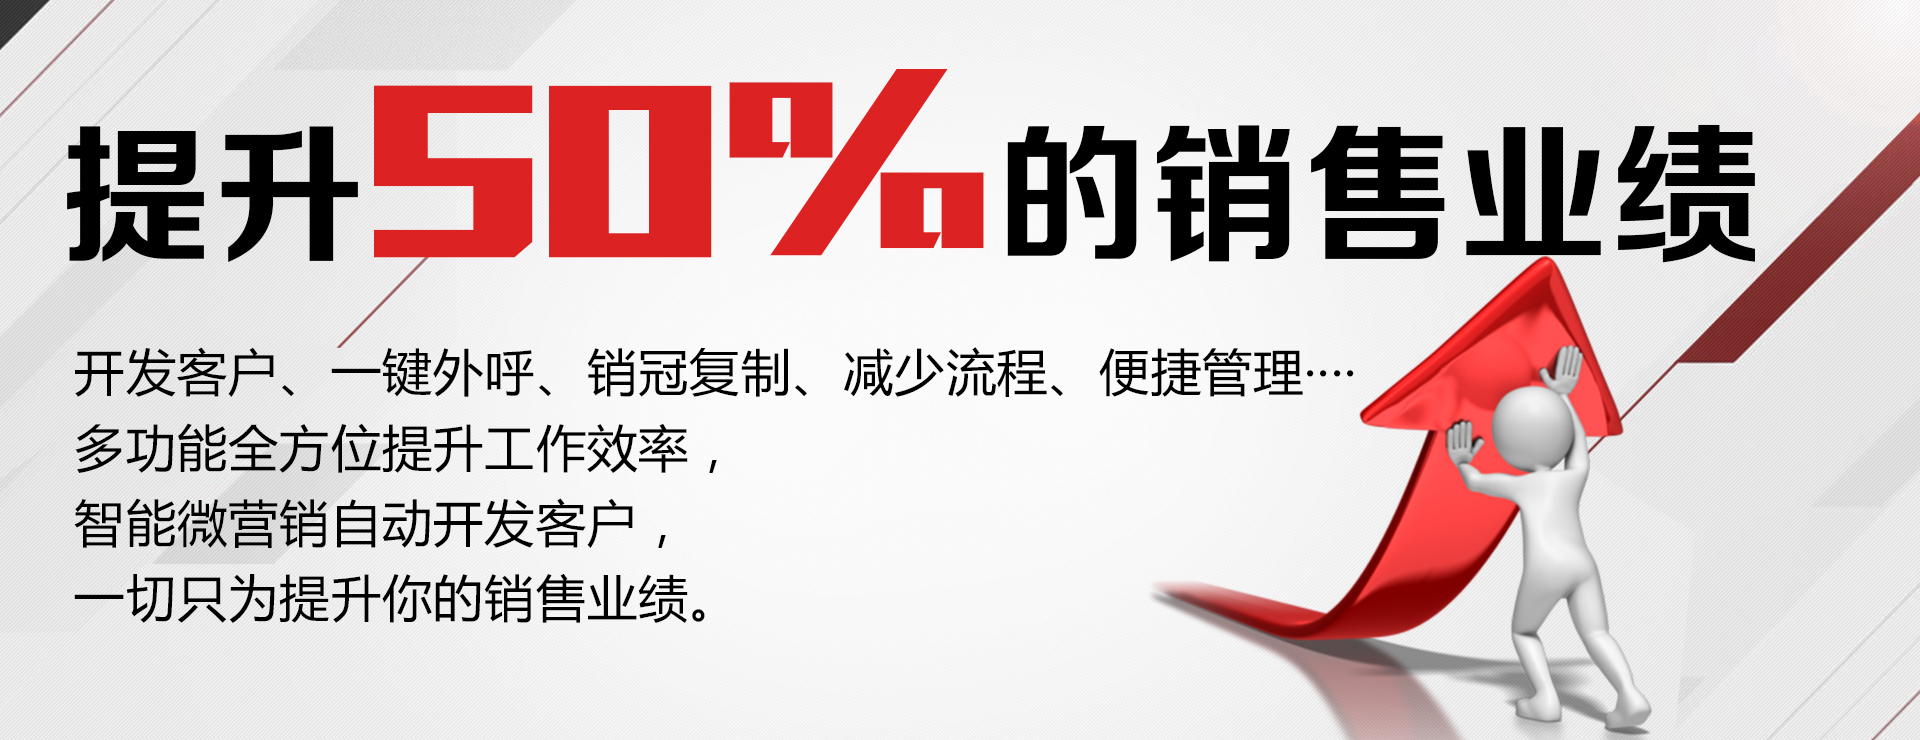 提升50%的销售业绩
开发客户、一键外呼、销冠复制、减少流程、便捷管理····
多功能全方位提升工作效率，
智能微营销自动开发客户，
一切只为提升你的销售业绩。